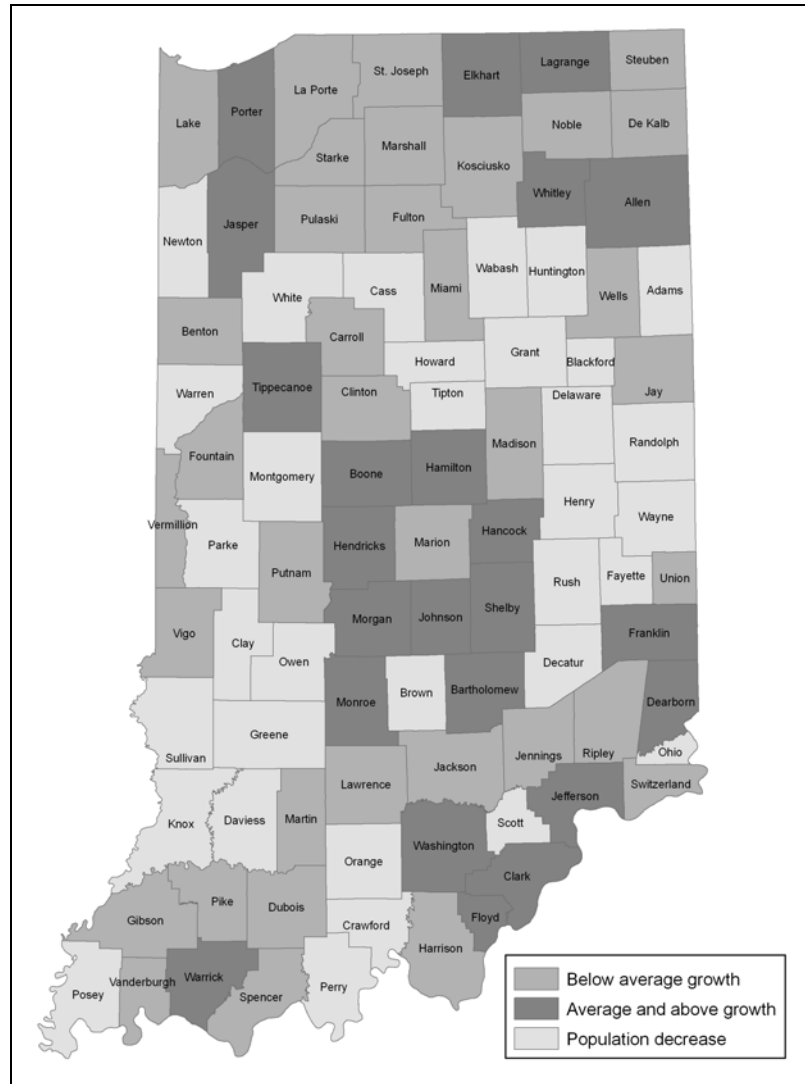 St. Joseph
Elkhart
Lagrange
Steuben
La Porte
Porter
Lake
Noble
De Kalb
Starke
Marshall
Kosciusko
Whitley
Allen
Jasper
Newton
Pulaski
Fulton
Wabash
Huntington
White
Cass
Miami
Wells
Adams
Benton
Carroll
Howard
Grant
Blackford
Tippecanoe
Warren
Clinton
Tipton
Delaware
Jay
Randolph
Fountain
Montgomery
Boone
Hamilton
Madison
Henry
Wayne
Vermillion
Parke
Putnam
Hendricks
Marion
Hancock
Rush
Fayette
Union
Vigo
Clay
Owen
Morgan
Johnson
Shelby
Franklin
Decatur
Monroe
Brown
Bartholomew
Dearborn
Sullivan
Greene
Jennings
Ripley
Ohio
Lawrence
Jackson
Switzerland
Knox
Daviess
Martin
Jefferson
Scott
Washington
Orange
Clark
Gibson
Pike
Dubois
Floyd
Crawford
Harrison
Posey
Vanderburgh
Warrick
Spencer
Perry
Below average growth
Average and above growth
Population decrease